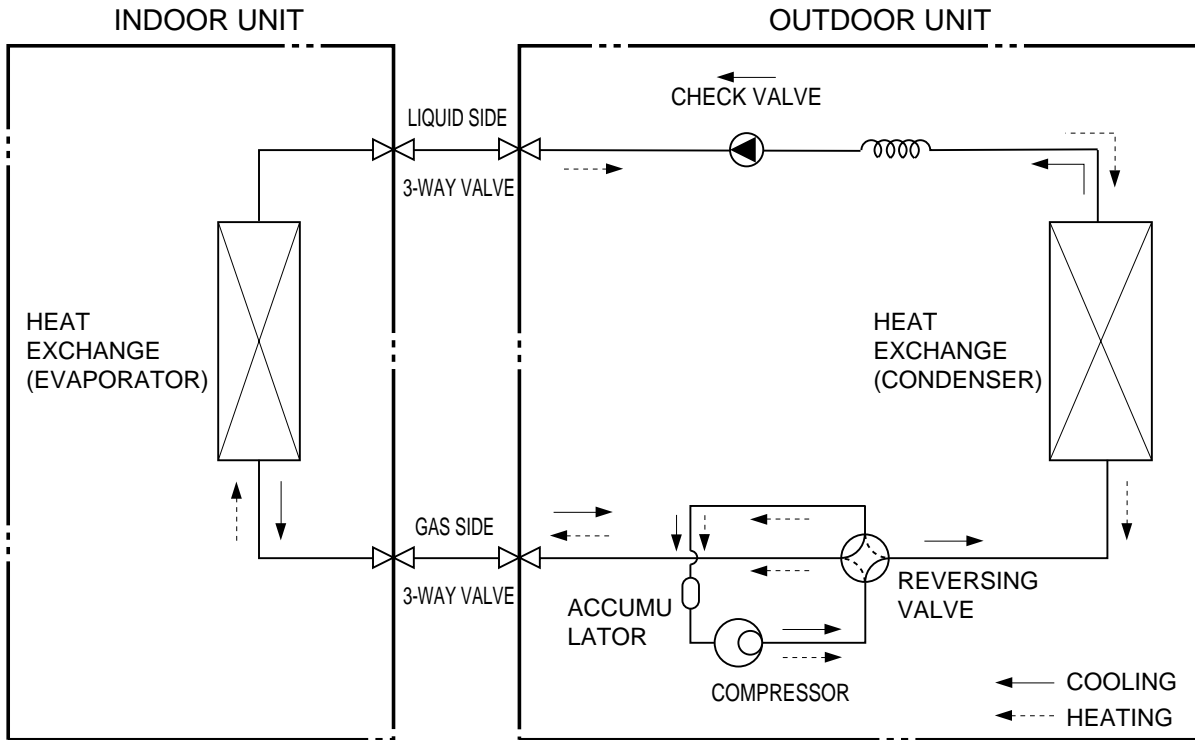 INDOOR UNIT
OUTDOOR UNIT
CHECK VALVE
LIQUID SIDE
3-WAY VALVE
HEAT
EXCHANGE
(EVAPORATOR)
HEAT
EXCHANGE
(CONDENSER)
GAS SIDE
3-WAY VALVE
ACCUMU
LATOR
REVERSING
VALVE
COMPRESSOR
COOLING
HEATING